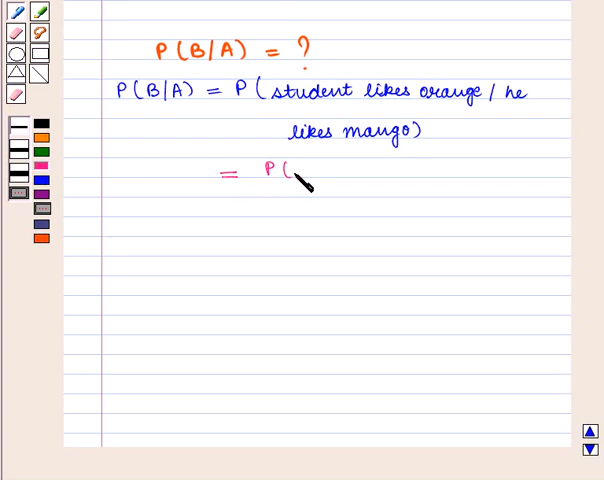 P(B/A) = ?
P(B/A) = P(student likes orange / he
likes mango)
= P(